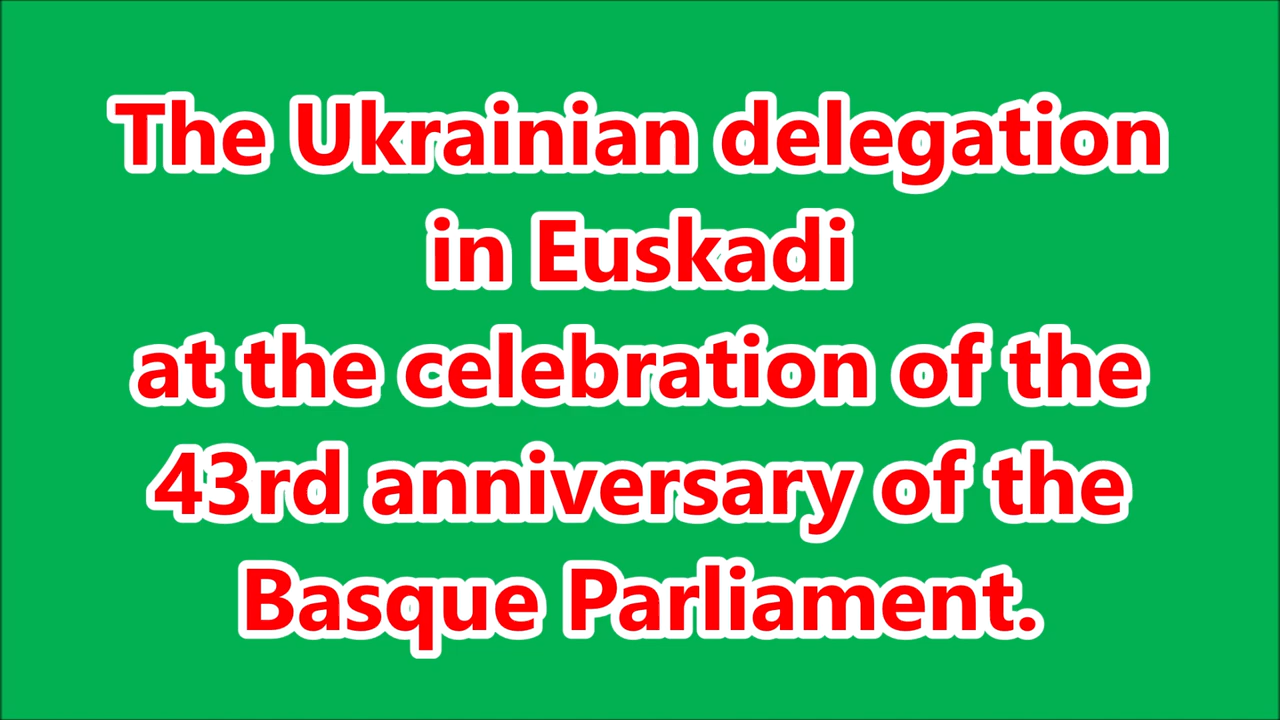 The Ukrainian delegation
in Euskadi
at the celebration of the
43rd anniversary of the
Basque Parliament.